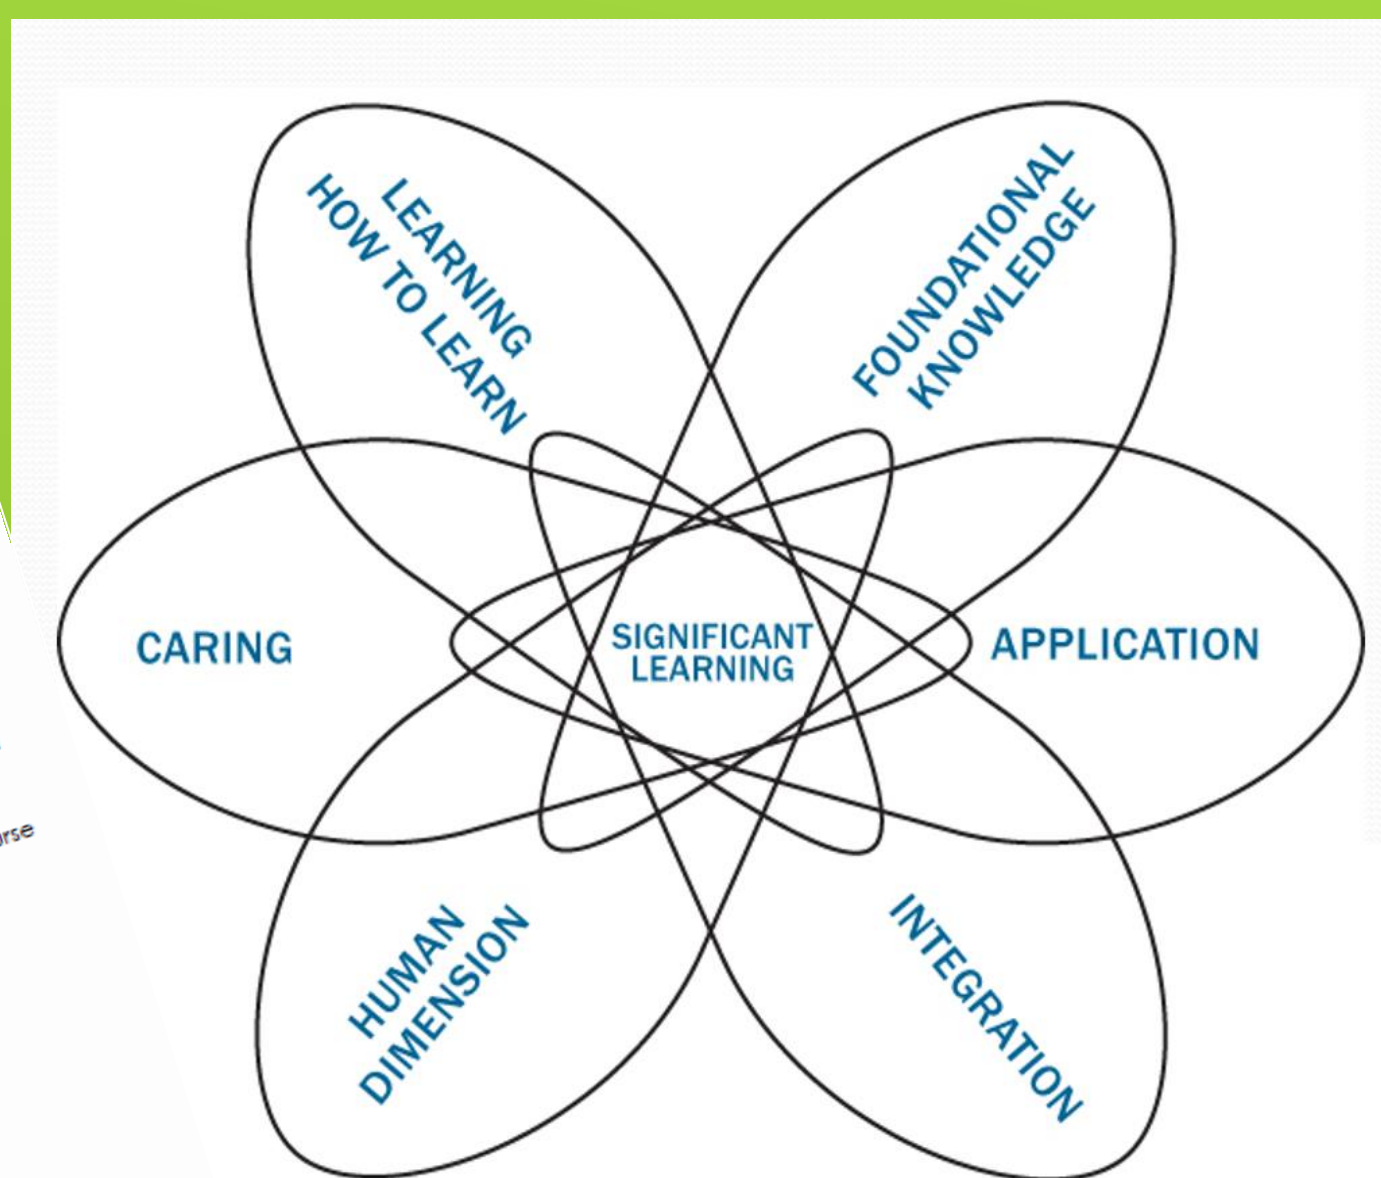 LEARNING
HOW TO LEARN
FOUNDATIONAL
KNOWLEDGE
CARING
SIGNIFICANT
LEARNING
APPLICATION
HUMAN
DIMENSION
INTEGRATION